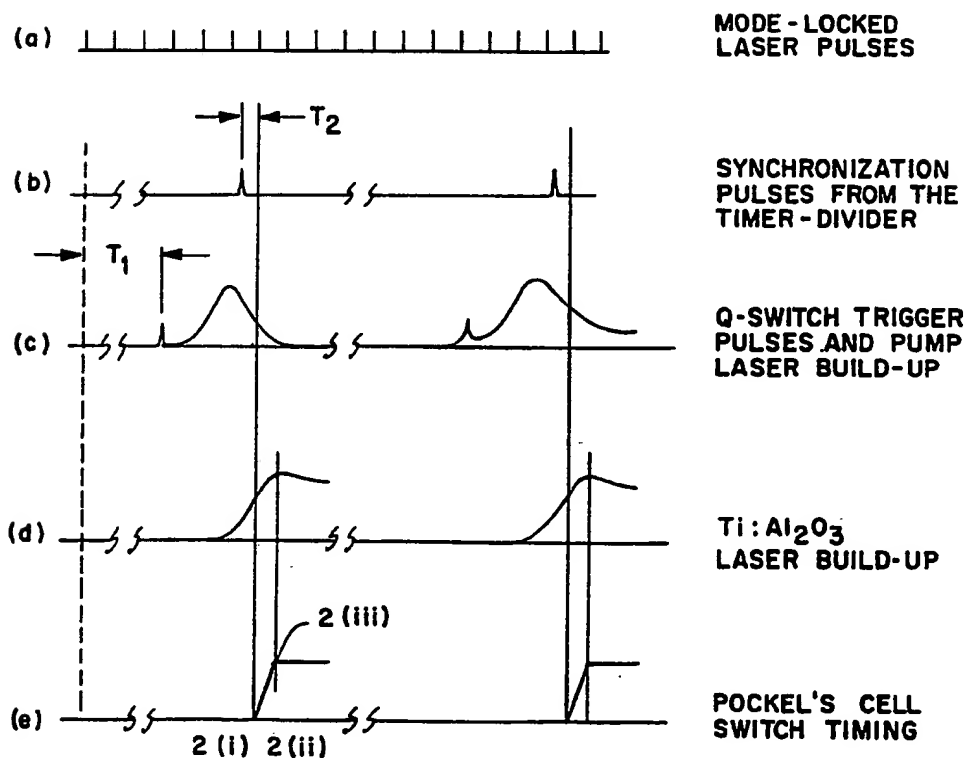 (a)
MODE-LOCKED
LASER PULSES
T2
(b)
SYNCHRONIZATION
PULSES FROM THE
TIMER-DIVIDER
T1
(c)
Q-SWITCH TRIGGER
PULSES AND PUMP
LASER BUILD-UP
(d)
Ti:Al2O3
LASER BUILD-UP
2(iii)
(e)
POCKEL'S CELL
SWITCH TIMING
2(i) 2(ii)